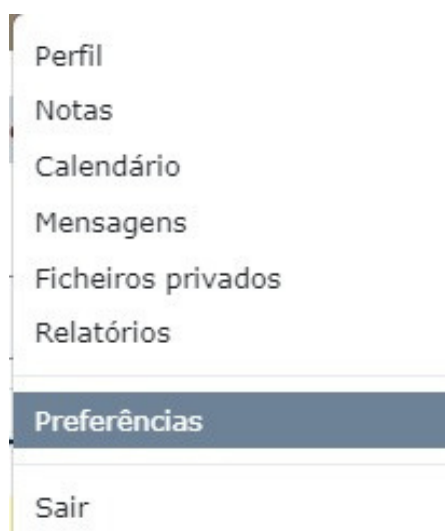 Perfil
Notas
Calendário
Mensagens
Ficheiros privados
Relatórios
Preferências
Sair